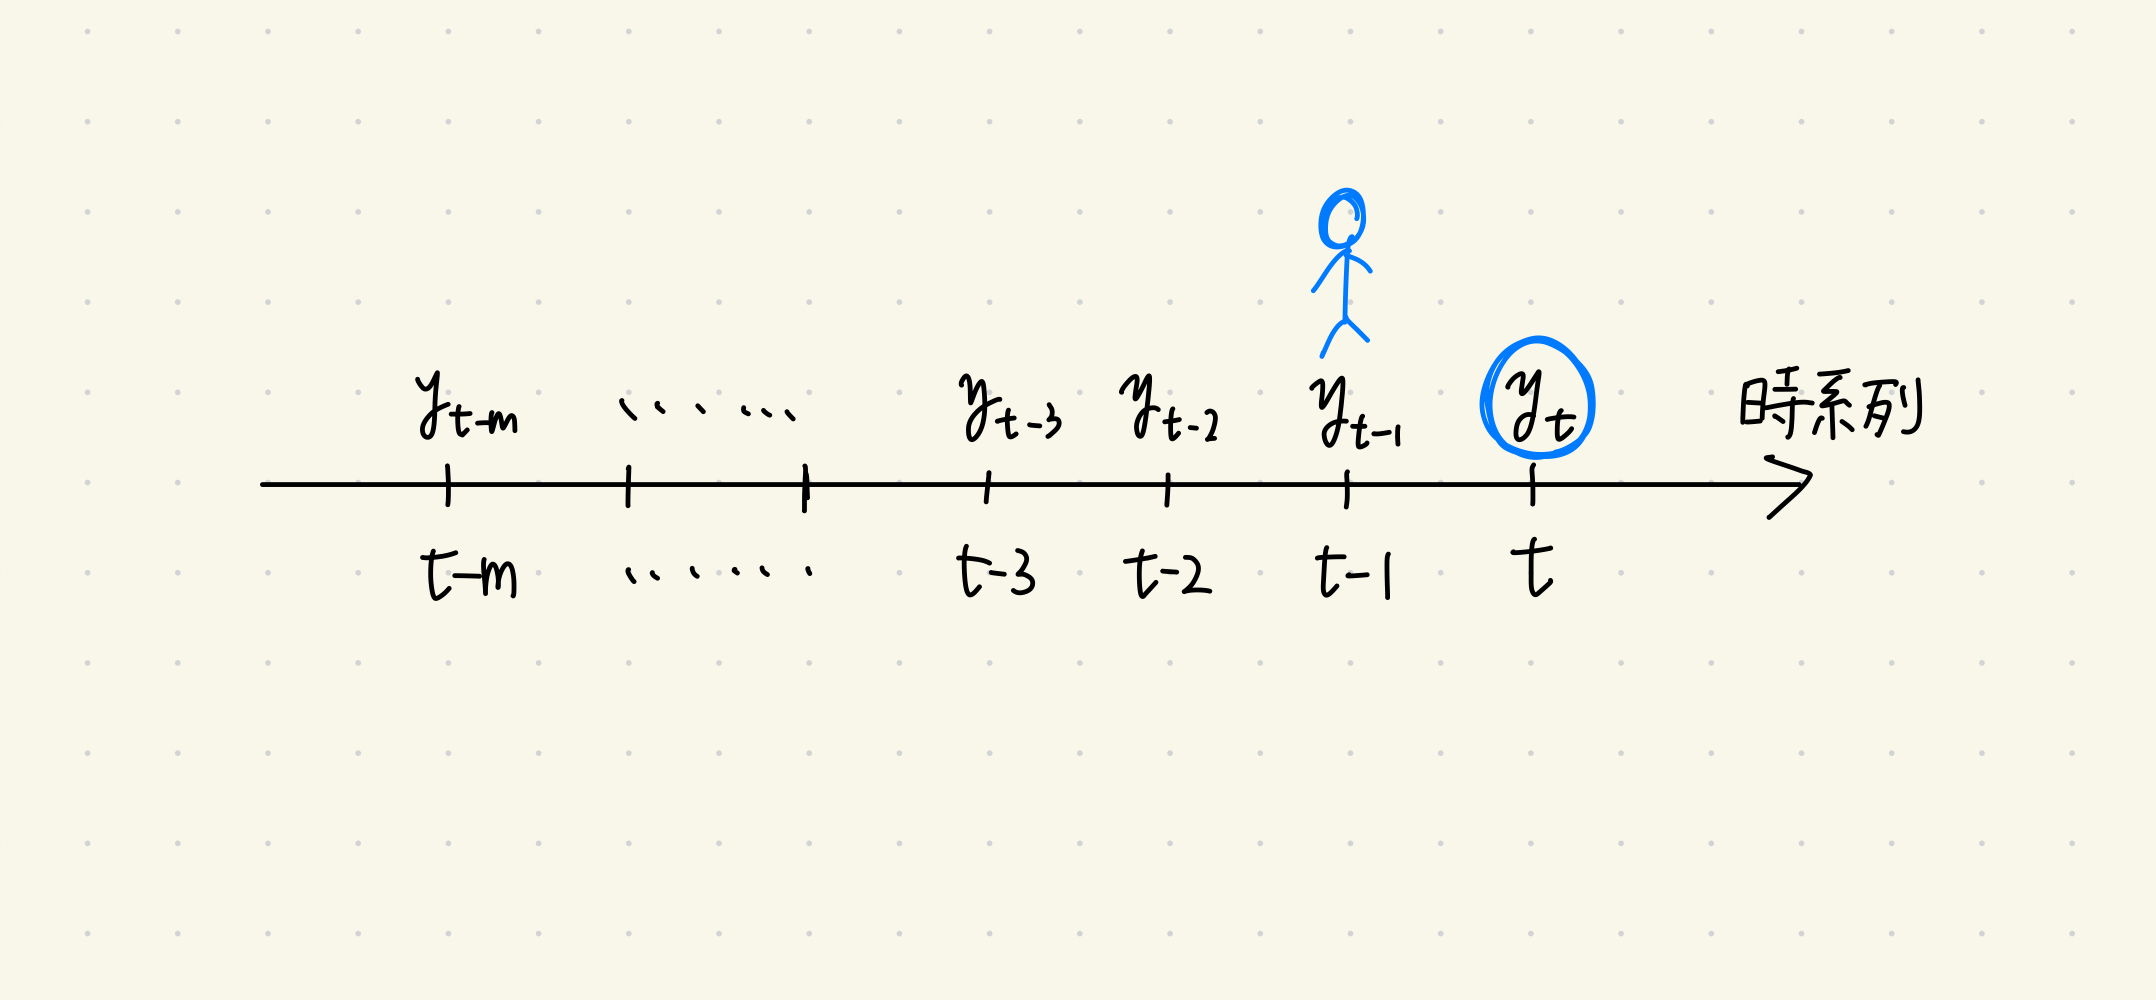 y_{t-m} ...... y_{t-3} y_{t-2} y_{t-1} y_t 時系列
t-m ...... t-3 t-2 t-1 t